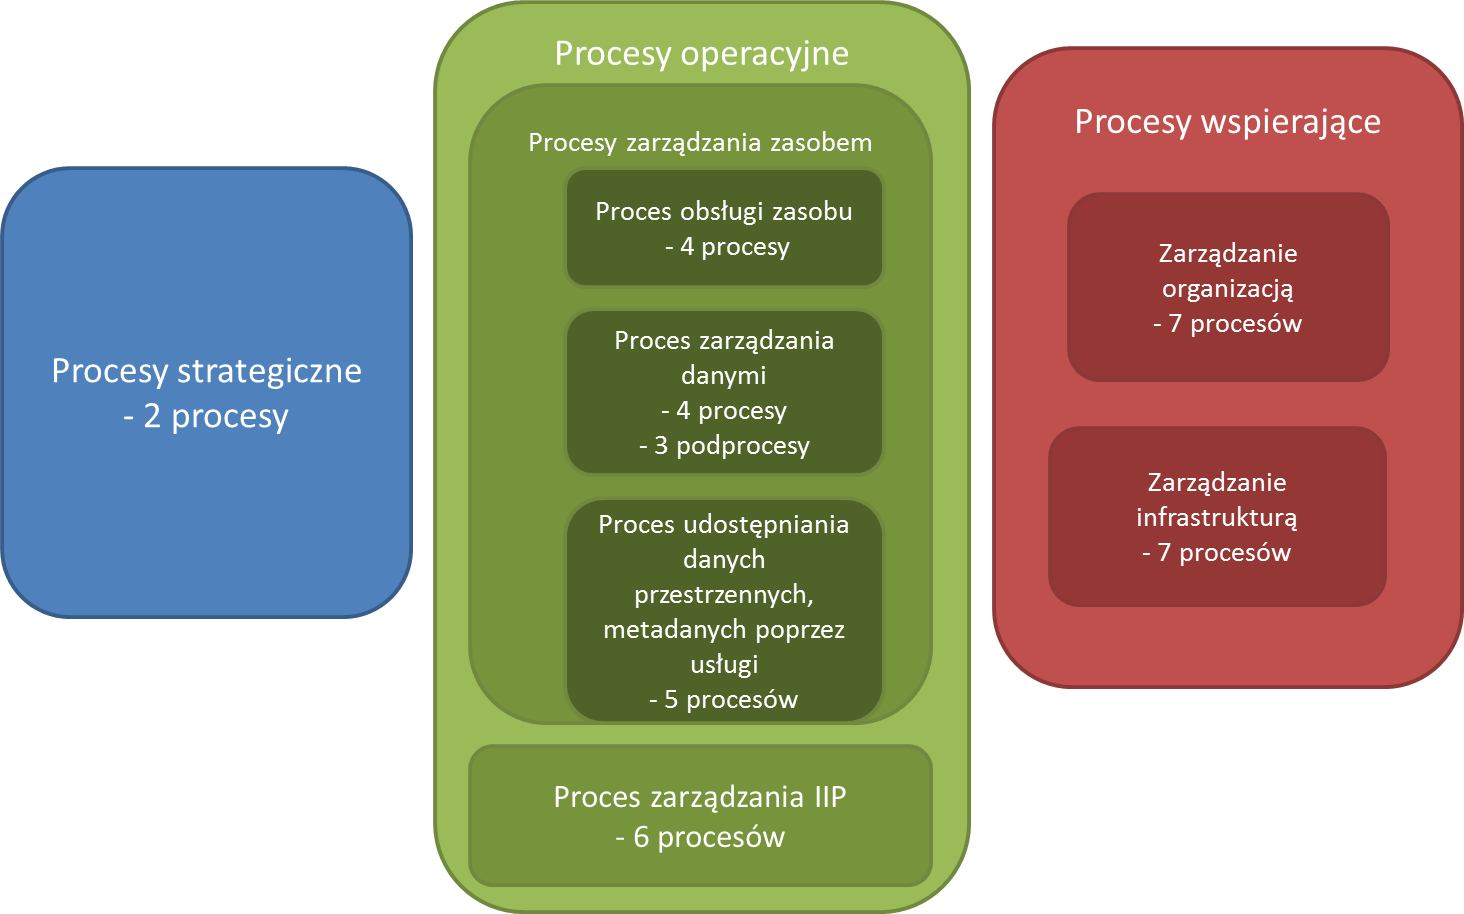 Procesy strategiczne
- 2 procesy
Procesy operacyjne
Procesy zarządzania zasobem
Proces obsługi zasobu
- 4 procesy
Proces zarządzania
danymi
- 4 procesy
- 3 podprocesy
Proces udostępniania
danych
przestrzennych,
metadanych poprzez
usługi
- 5 procesów
Proces zarządzania IIP
- 6 procesów
Procesy wspierające
Zarządzanie
organizacją
- 7 procesów
Zarządzanie
infrastrukturą
- 7 procesów